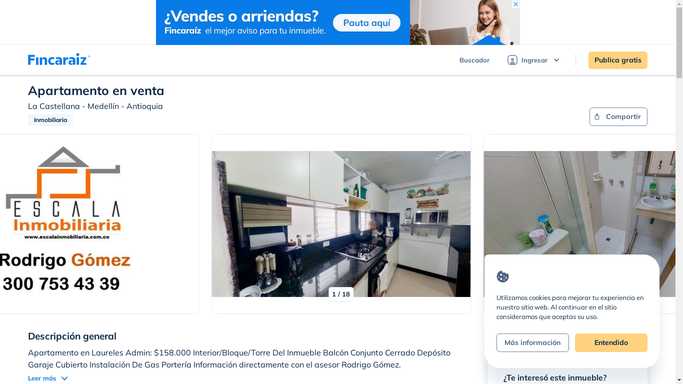 ¿Vendes o arriendas?
Fincaraíz el mejor aviso para tu inmueble.
Pauta aquí
Fincaraíz
Buscador
Ingresar
Publica gratis
Apartamento en venta
La Castellana - Medellín - Antioquia
Inmobiliaria
Compartir
ESCALA
Inmobiliaria
www.escalainmobiliaria.com.co
Rodrigo Gómez
300 753 43 39
1 / 18
Utilizamos cookies para mejorar tu experiencia en
nuestro sitio web. Al continuar en el sitio
consideramos que aceptas su uso.
Más información
Entendido
Descripción general
Apartamento en Laureles Admin: $158.000 Interior/Bloque/Torre Del Inmueble Balcón Conjunto Cerrado Depósito
Garaje Cubierto Instalación De Gas Portería Información directamente con el asesor Rodrigo Gómez.
Leer más
¿Te interesó este inmueble?